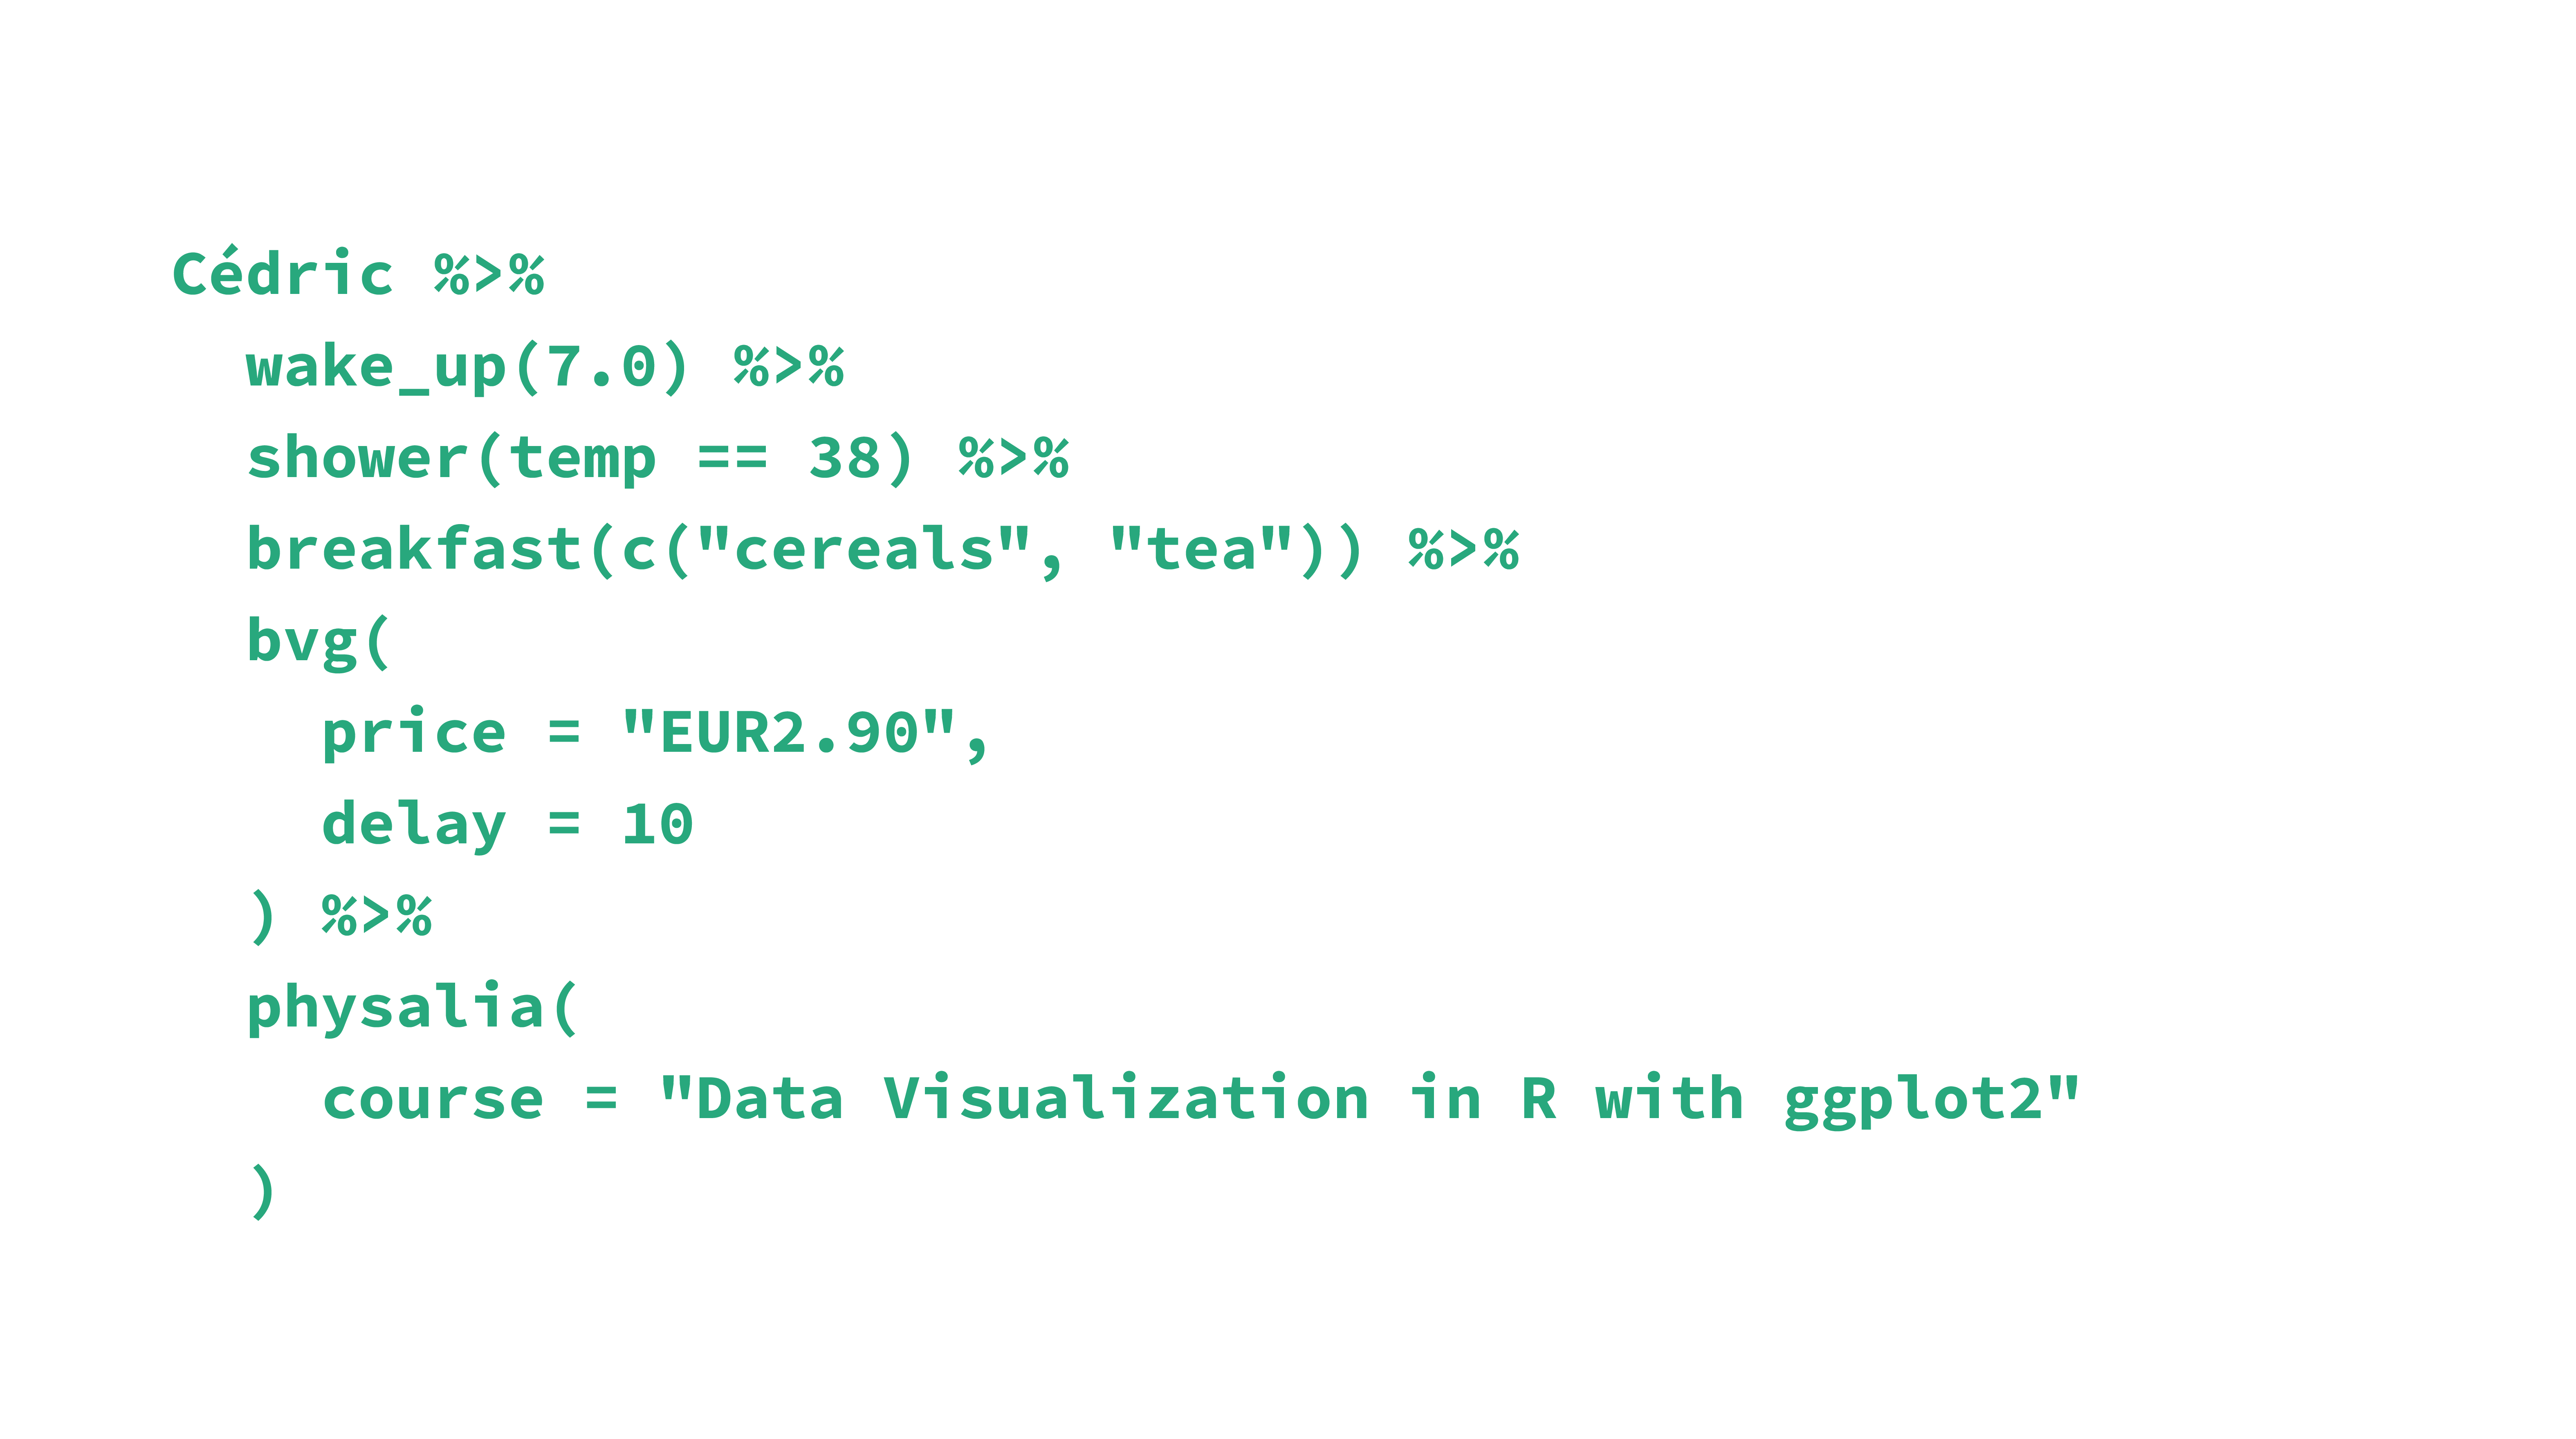 Cédric %>%
  wake_up(7.0) %>%
  shower(temp == 38) %>%
  breakfast(c("cereals", "tea")) %>%
  bvg(
    price = "EUR2.90",
    delay = 10
  ) %>%
  physalia(
    course = "Data Visualization in R with ggplot2"
  )